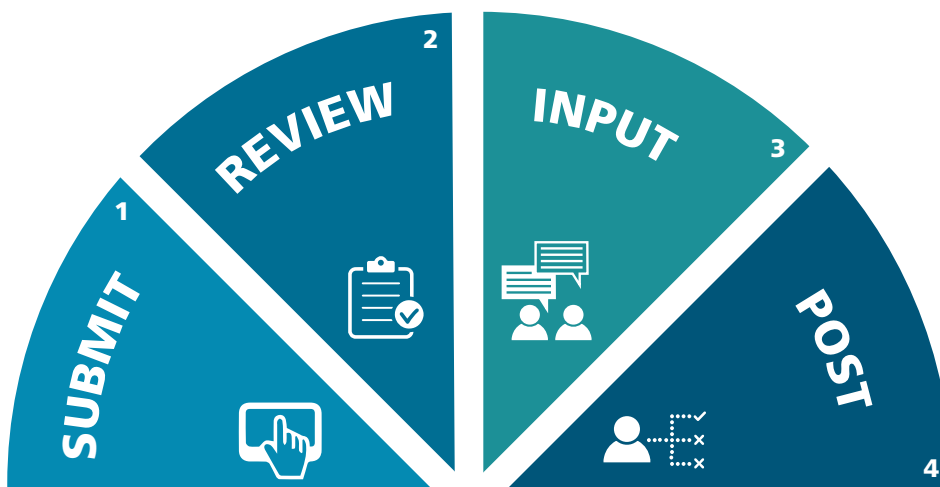 1
SUBMIT
2
REVIEW
3
INPUT
4
POST